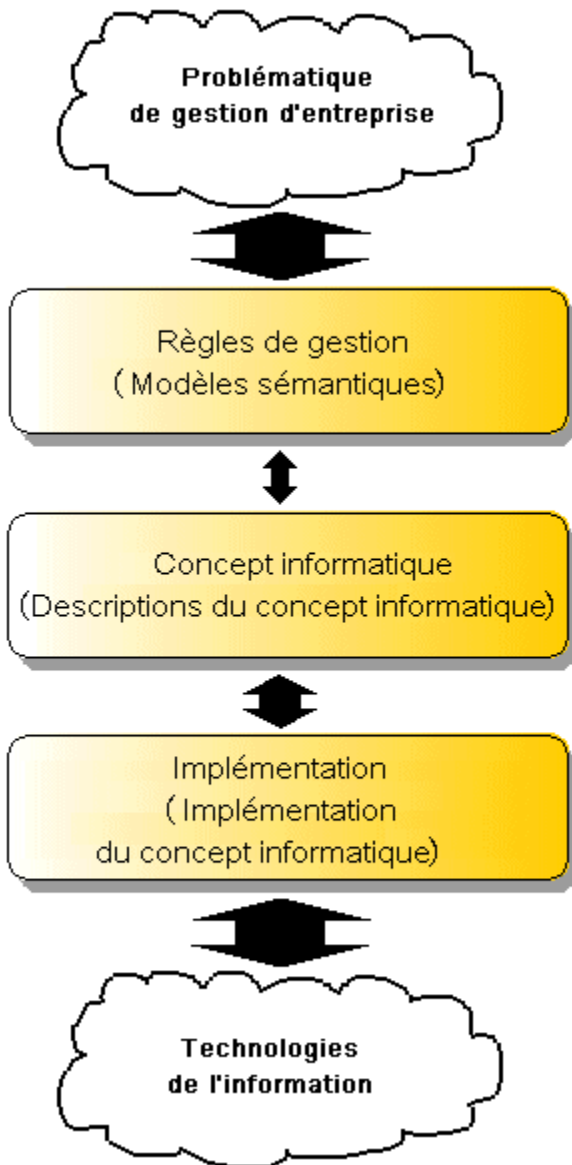 Problématique
de gestion d'entreprise
Règles de gestion
( Modèles sémantiques)
Concept informatique
(Descriptions du concept informatique)
Implémentation
( Implémentation
du concept informatique)
Technologies
de l'information